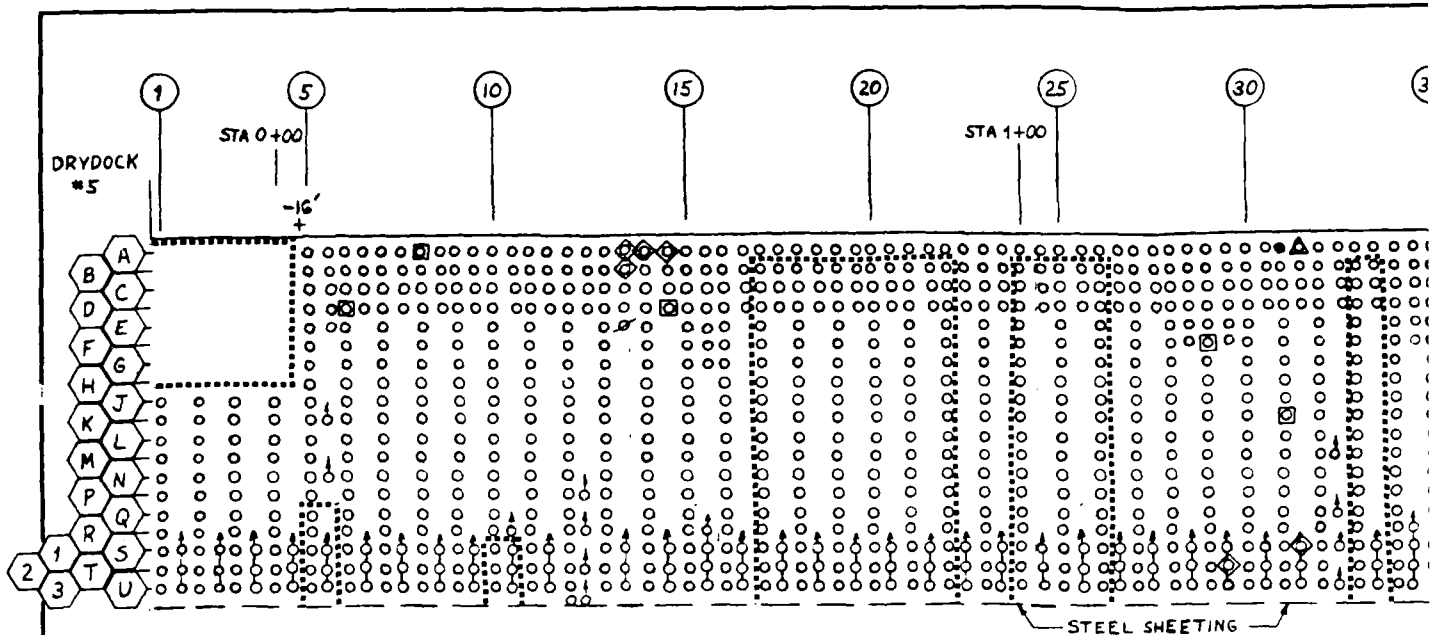 1 5 10 15 20 25 30 3
STA 0+00 STA 1+00
DRYDOCK
#5
-16'
+
A
B
C
D
E
F
G
H
J
K
L
M
N
P
Q
R
1 S
2 T
3 U
STEEL SHEETING